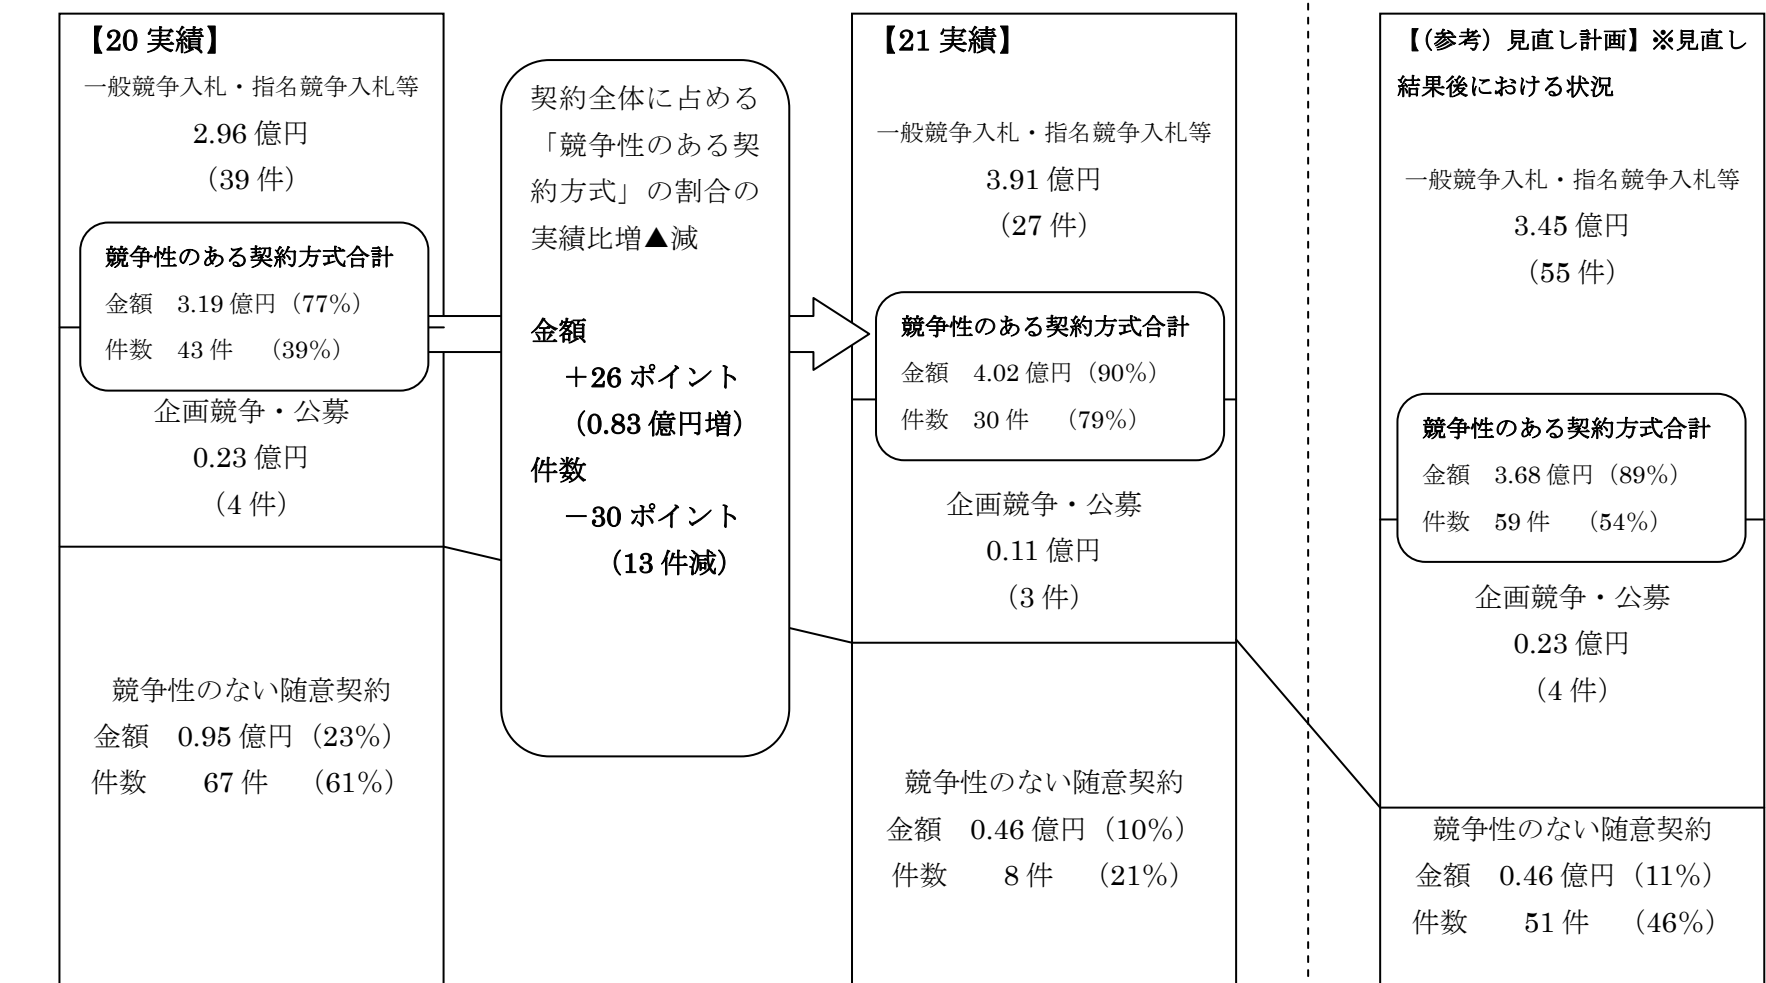 【20 実績】
一般競争入札・指名競争入札等
2.96 億円
（39 件）
競争性のある契約方式合計
金額　3.19 億円（77%）
件数　43 件　（39%）
企画競争・公募
0.23 億円
（4 件）
競争性のない随意契約
金額　0.95 億円（23%）
件数　67 件　（61%）
契約全体に占める
「競争性のある契
約方式」の割合の
実績比増▲減
金額
＋26 ポイント
（0.83 億円増）
件数
－30 ポイント
（13 件減）
【21 実績】
一般競争入札・指名競争入札等
3.91 億円
（27 件）
競争性のある契約方式合計
金額　4.02 億円（90%）
件数　30 件　（79%）
企画競争・公募
0.11 億円
（3 件）
競争性のない随意契約
金額　0.46 億円（10%）
件数　8 件　（21%）
【（参考）見直し計画】※見直し
結果後における状況
一般競争入札・指名競争入札等
3.45 億円
（55 件）
競争性のある契約方式合計
金額　3.68 億円（89%）
件数　59 件　（54%）
企画競争・公募
0.23 億円
（4 件）
競争性のない随意契約
金額　0.46 億円（11%）
件数　51 件　（46%）